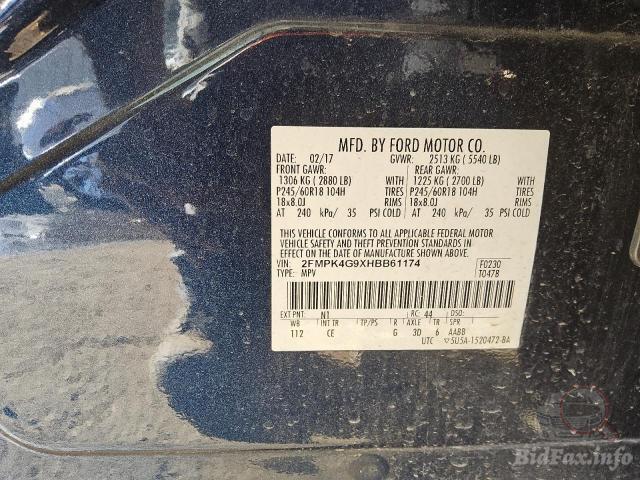 MFD. BY FORD MOTOR CO.
DATE: 02/17 GVWR: 2513 KG ( 5540 LB)
FRONT GAWR: REAR GAWR:
1306 KG ( 2880 LB) WITH 1225 KG ( 2700 LB) WITH
P245/60R18 104H TIRES P245/60R18 104H TIRES
18x8.0J RIMS 18x8.0J RIMS
AT 240 kPa/ 35 PSI COLD AT 240 kPa/ 35 PSI COLD
THIS VEHICLE CONFORMS TO ALL APPLICABLE FEDERAL MOTOR
VEHICLE SAFETY AND THEFT PREVENTION STANDARDS IN
EFFECT ON THE DATE OF MANUFACTURE SHOWN ABOVE.
VIN: 2FMPK4G9XHBB61174 F0230
TYPE: MPV T0478
EXT PNT: N1 RC: 44 DSO:
WB INT TR TP/PS R AXLE TR SPR
112 CE G 3D 6 AABB
UTC 5U5A-1520472-BA
BidFax.info